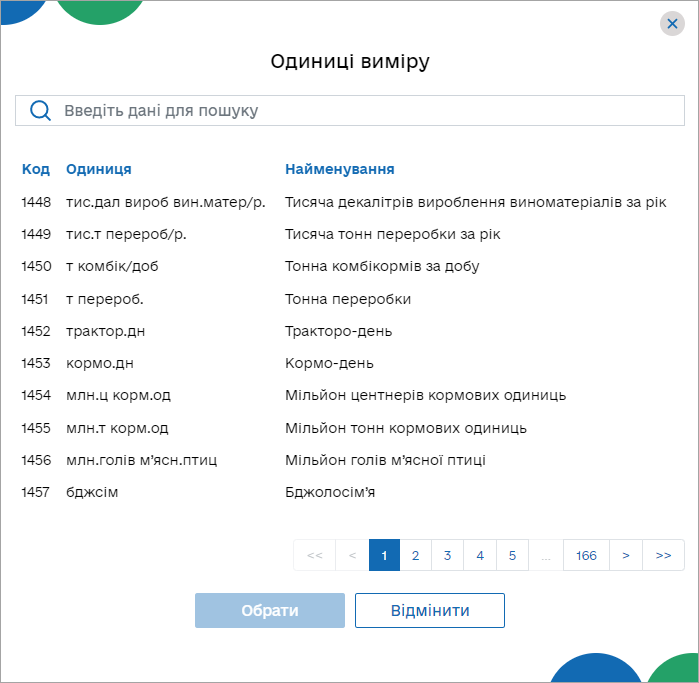 Одиниці виміру
Введіть дані для пошуку
Код Одиниця Найменування
1448 тис.дал вироб вин.матер/р. Тисяча декалітрів вироблення виноматеріалів за рік
1449 тис.т перероб/р. Тисяча тонн переробки за рік
1450 т комбік/доб Тонна комбікормів за добу
1451 т перероб. Тонна переробки
1452 трактор.дн Тракторо-день
1453 кормо.дн Кормо-день
1454 млн.ц корм.од Мільйон центнерів кормових одиниць
1455 млн.т корм.од Мільйон тонн кормових одиниць
1456 млн.голів м’ясн.птиц Мільйон голів м’ясної птиці
1457 бджсім Бджолосім’я
<< < 1 2 3 4 5 ... 166 > >>
Обрати Відмінити